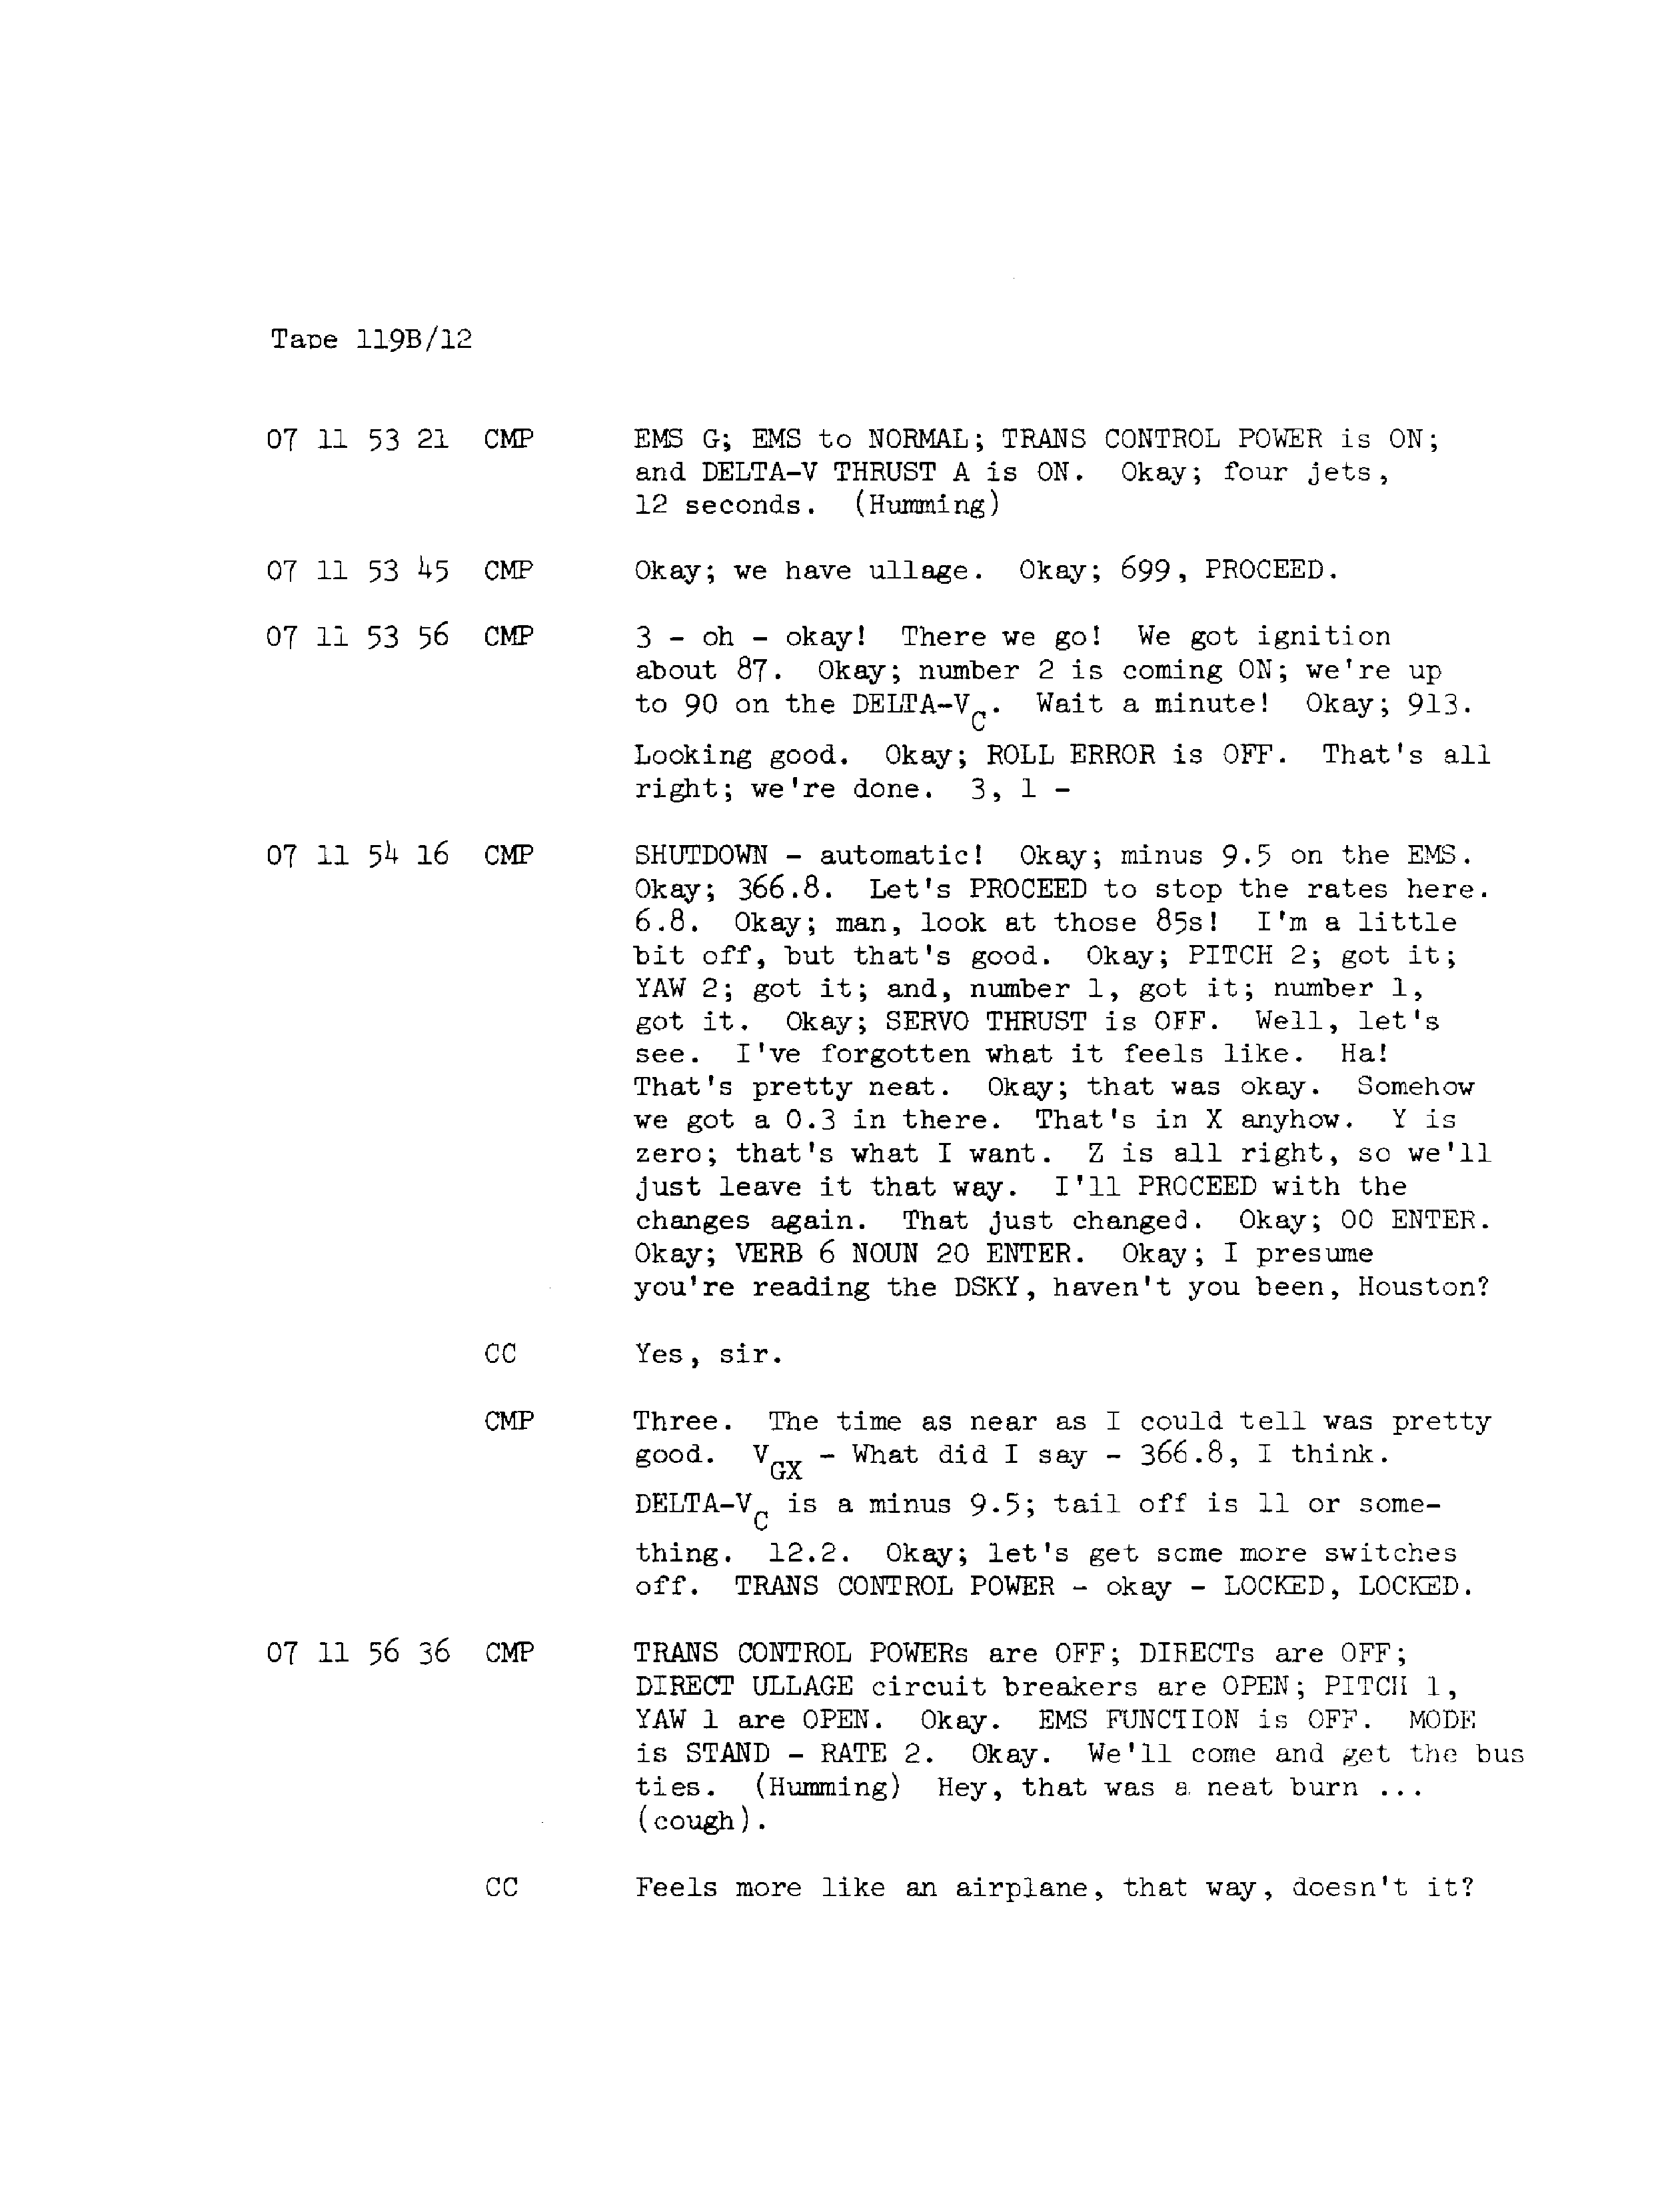 Tape 119B/12
07 11 53 21 CMP EMS G; EMS to NORMAL; TRANS CONTROL POWER is ON;
and DELTA-V THRUST A is ON. Okay; four jets,
12 seconds. (Humming)
07 11 53 45 CMP Okay; we have ullage. Okay; 699, PROCEED.
07 11 53 56 CMP 3 - oh - okay! There we go! We got ignition
about 87. Okay; number 2 is coming ON; we're up
to 90 on the DELTA-VC. Wait a minute! Okay; 913.
Looking good. Okay; ROLL ERROR is OFF. That's all
right; we're done. 3, 1 -
07 11 54 16 CMP SHUTDOWN - automatic! Okay; minus 9.5 on the EMS.
Okay; 366.8. Let's PROCEED to stop the rates here.
6.8. Okay; man, look at those 85s! I'm a little
bit off, but that's good. Okay; PITCH 2; got it;
YAW 2; got it; and, number 1, got it; number 1,
got it. Okay; SERVO THRUST is OFF. Well, let's
see. I've forgotten what it feels like. Ha!
That's pretty neat. Okay; that was okay. Somehow
we got a 0.3 in there. That's in X anyhow. Y is
zero; that's what I want. Z is all right, so we'll
just leave it that way. I'll PROCEED with the
changes again. That just changed. Okay; 00 ENTER.
Okay; VERB 6 NOUN 20 ENTER. Okay; I presume
you're reading the DSKY, haven't you been, Houston?
CC Yes, sir.
CMP Three. The time as near as I could tell was pretty
good. VGX - What did I say - 366.8, I think.
DELTA-VC is a minus 9.5; tail off is 11 or some-
thing. 12.2. Okay; let's get some more switches
off. TRANS CONTROL POWER - okay - LOCKED, LOCKED.
07 11 56 36 CMP TRANS CONTROL POWERs are OFF; DIRECTs are OFF;
DIRECT ULLAGE circuit breakers are OPEN; PITCH 1,
YAW 1 are OPEN. Okay. EMS FUNCTION is OFF. MODE
is STAND - RATE 2. Okay. We'll come and get the bus
ties. (Humming) Hey, that was a neat burn ...
(cough).
CC Feels more like an airplane, that way, doesn't it?